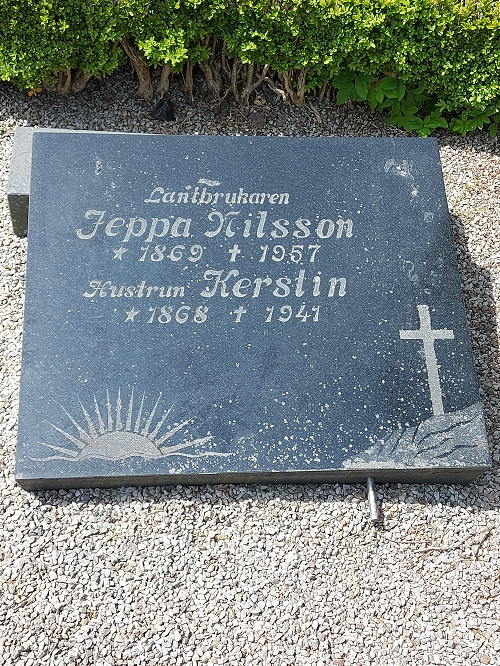 Lantbrukaren
Jeppa Nilsson
* 1869 † 1957
Hustrun Kerstin
* 1868 † 1941